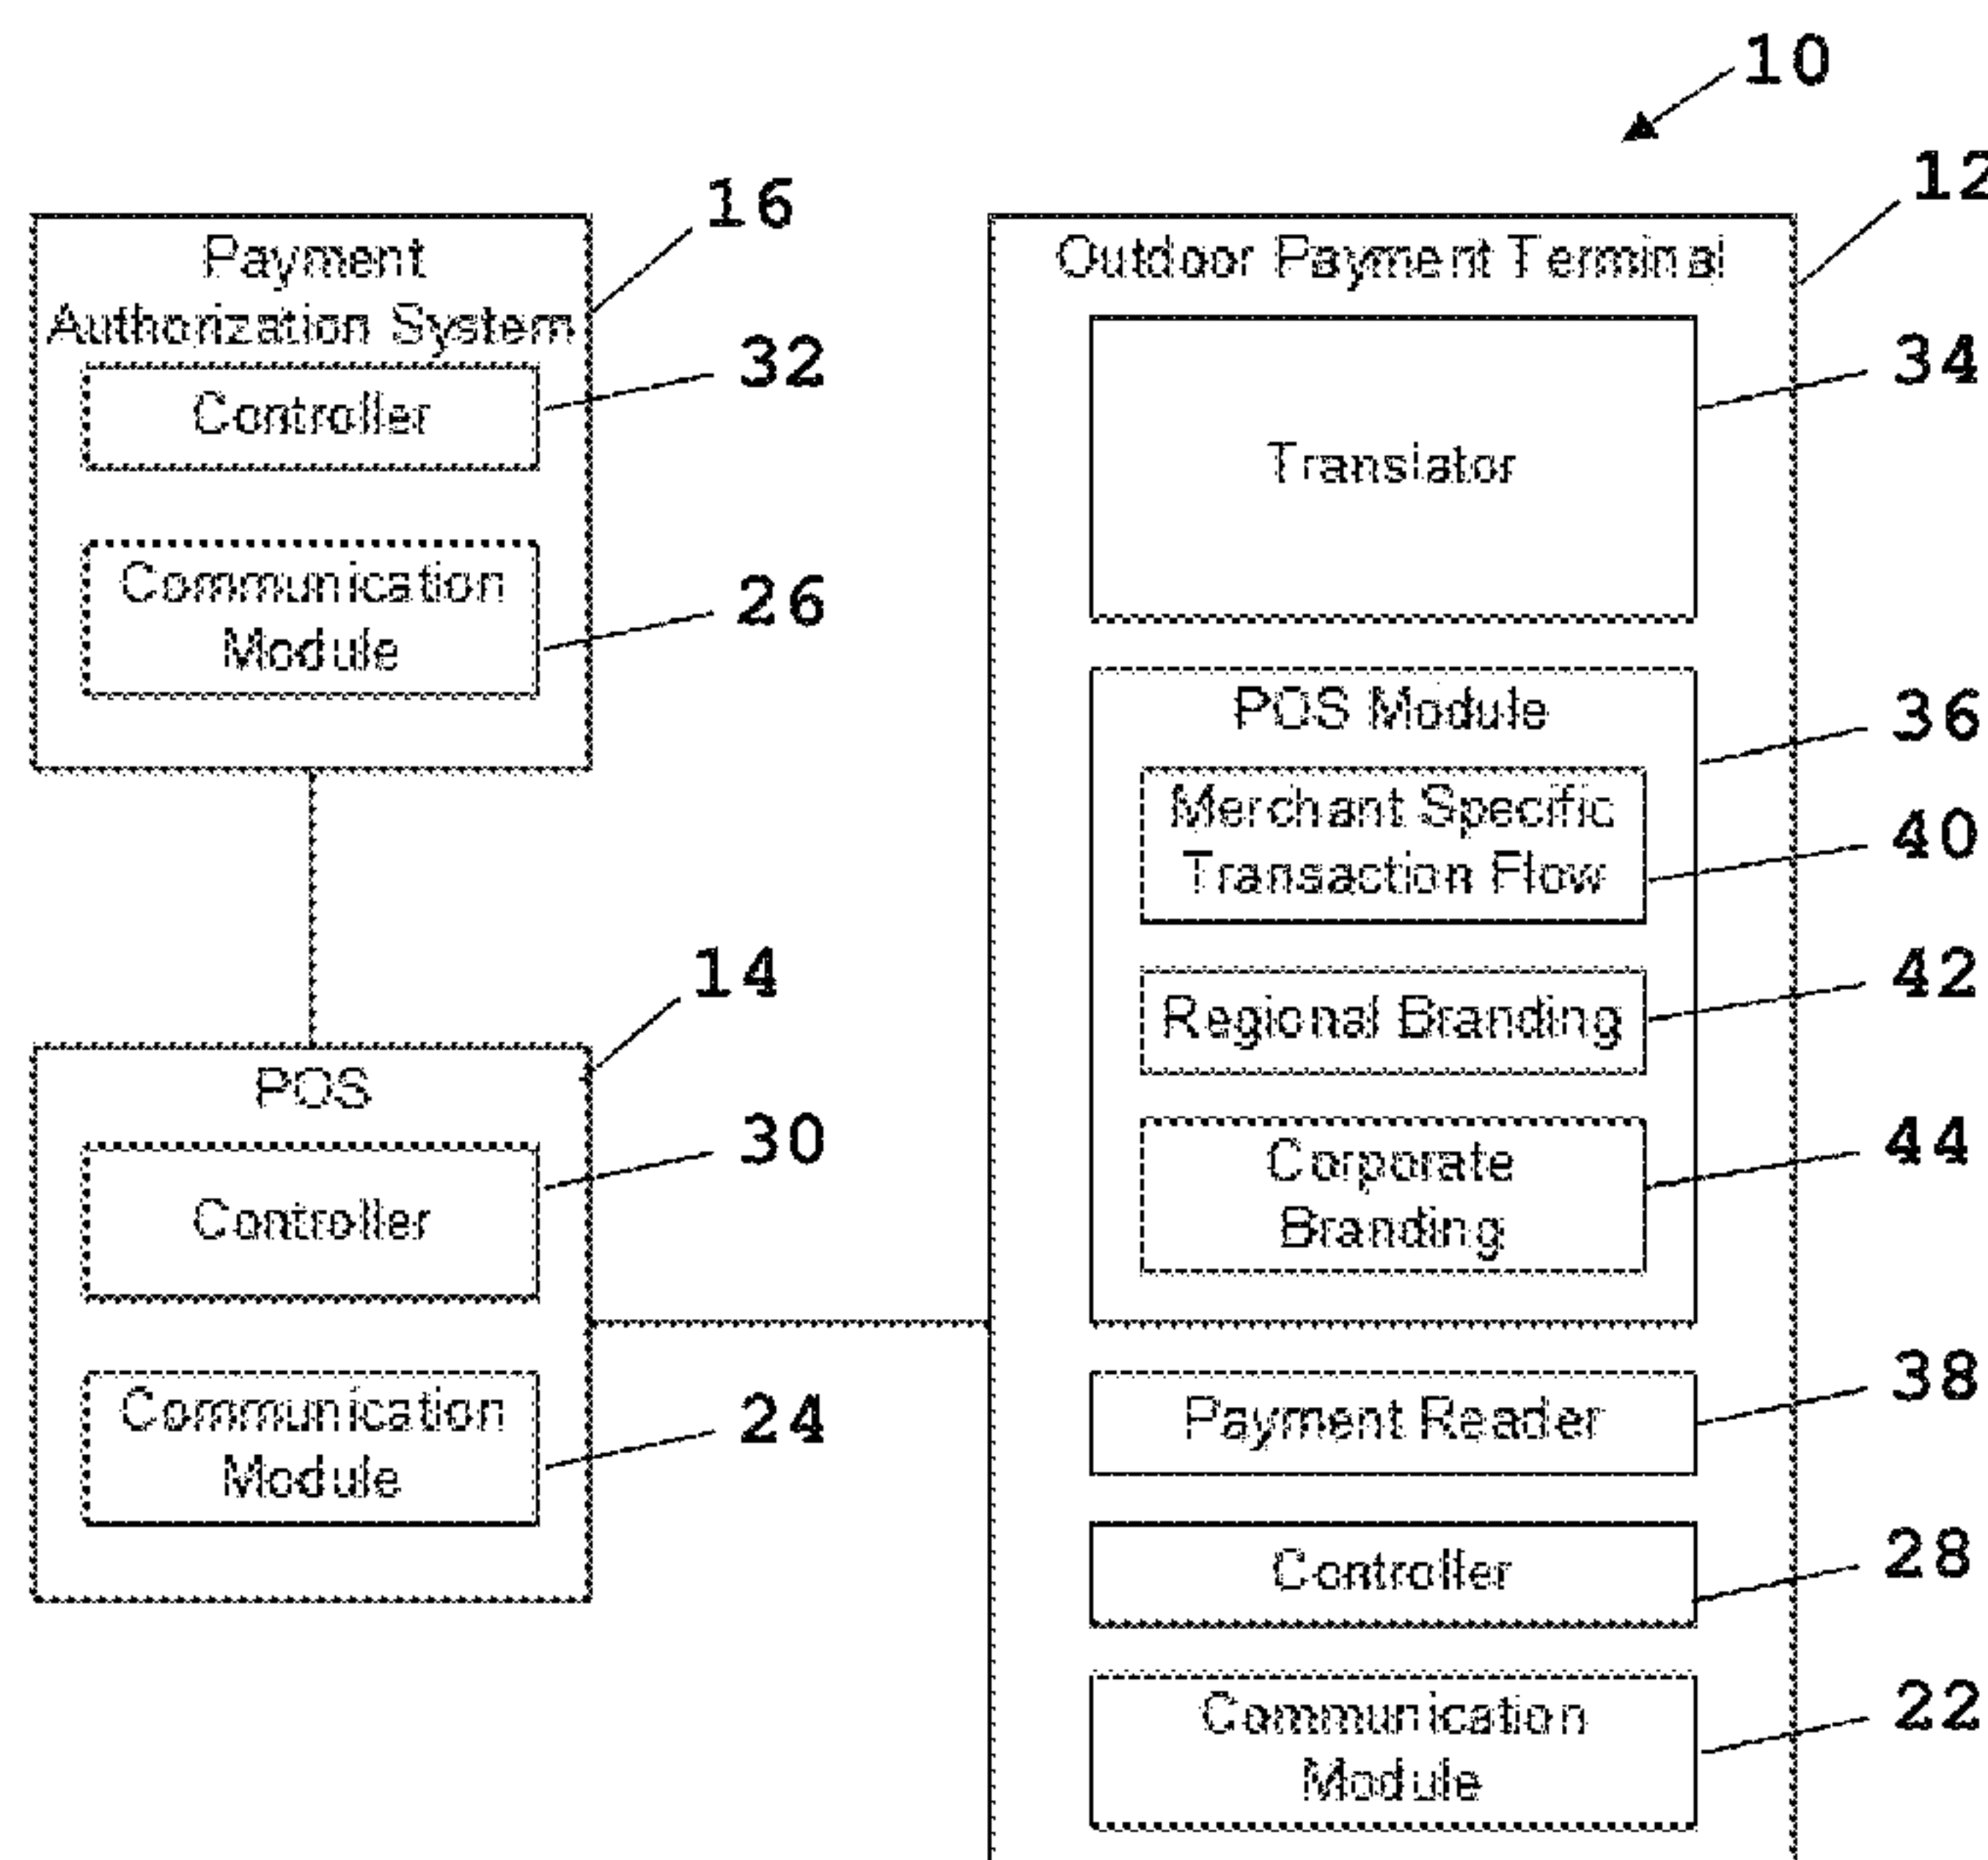 10
12
16
Payment
Authorization System
Controller
32
Communication
Module
26
14
POS
Controller
30
Communication
Module
24
Outdoor Payment Terminal
Translator
34
POS Module
36
Merchant Specific
Transaction Flow
40
Regional Branding
42
Corporate
Branding
44
Payment Reader
38
Controller
28
Communication
Module
22